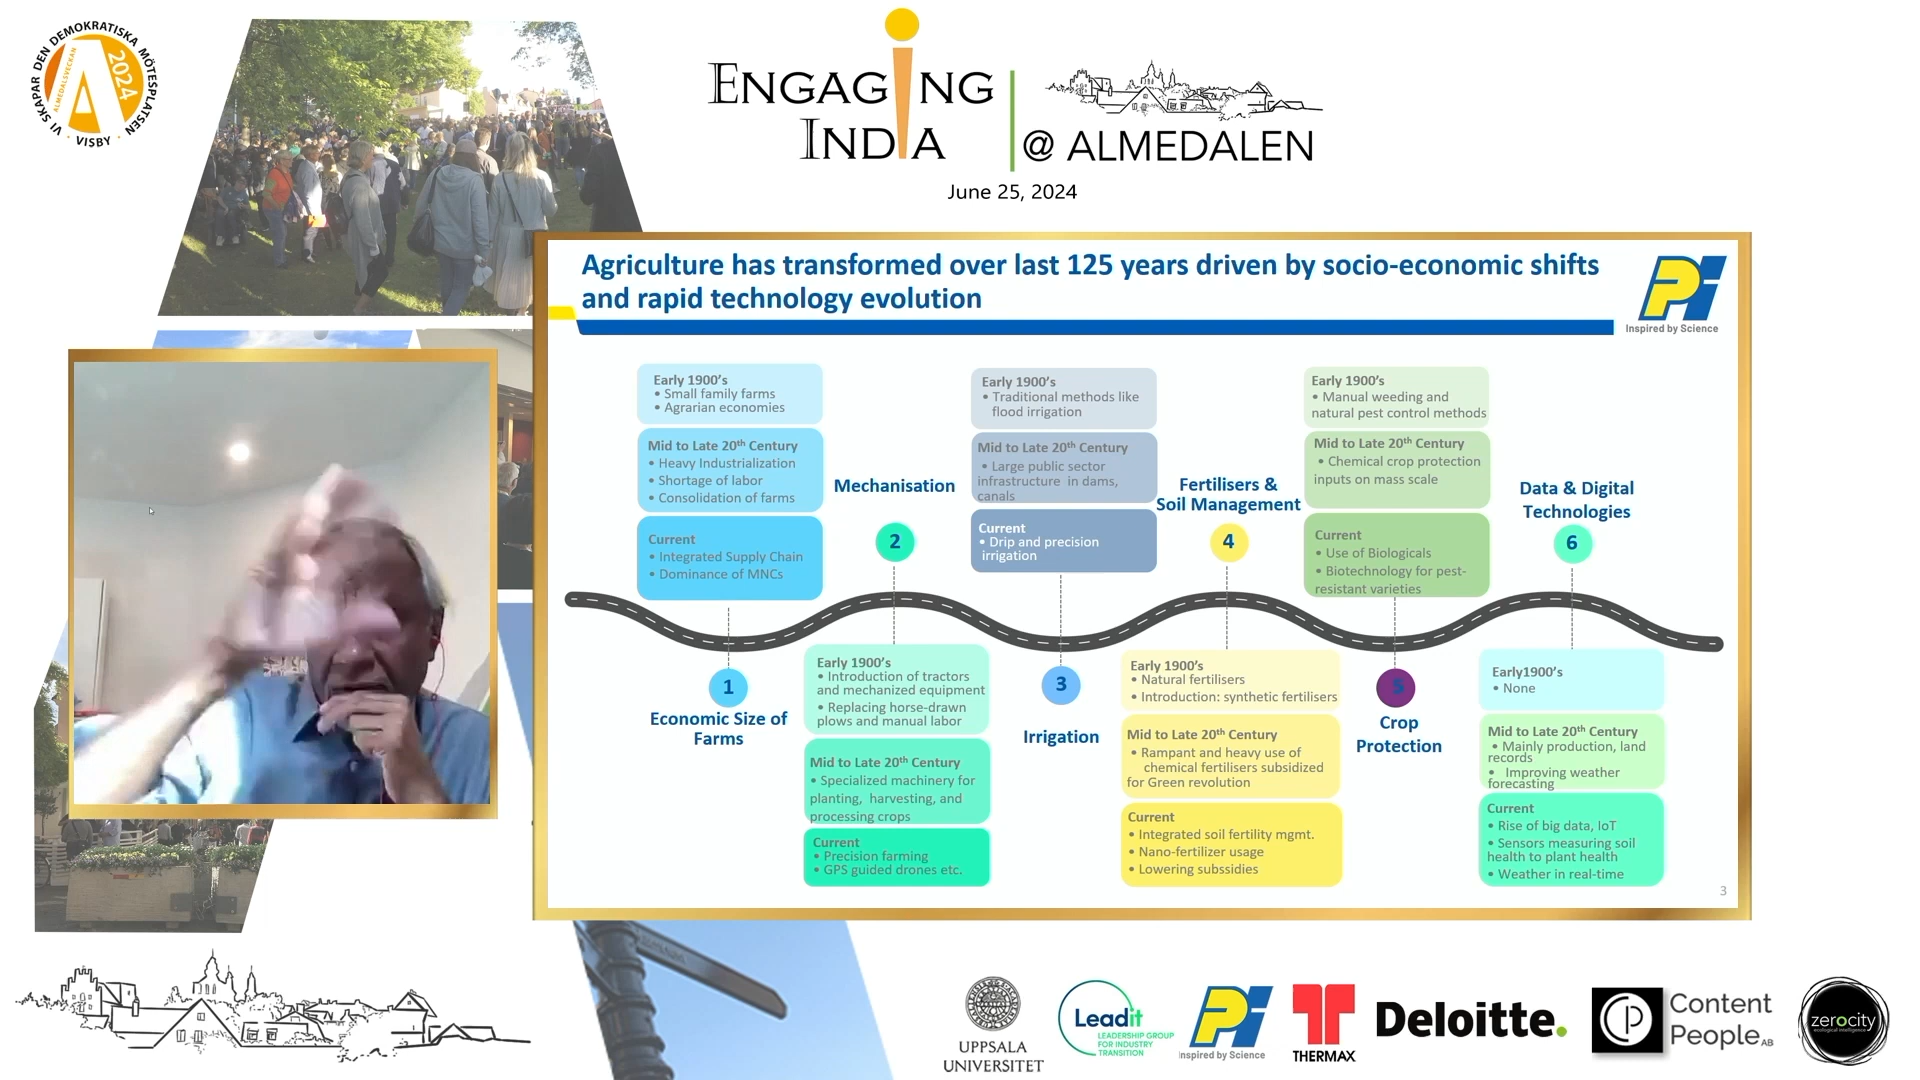 VI SKAPAR DEN DEMOKRATISKA MÖTESPLATSEN
· VISBY ·
ALMEDALSVECKAN
2024
ENGAGING
INDIA
@ ALMEDALEN
June 25, 2024
Agriculture has transformed over last 125 years driven by socio-economic shifts
and rapid technology evolution
Inspired by Science
Early 1900’s
• Small family farms
• Agrarian economies
Mid to Late 20th Century
• Heavy Industrialization
• Shortage of labor
• Consolidation of farms
Current
• Integrated Supply Chain
• Dominance of MNCs
1
Economic Size of
Farms
Mechanisation
2
Early 1900’s
• Introduction of tractors
and mechanized equipment
• Replacing horse-drawn
plows and manual labor
Mid to Late 20th Century
• Specialized machinery for
planting, harvesting, and
processing crops
Current
• Precision farming
• GPS guided drones etc.
Early 1900’s
• Traditional methods like
flood irrigation
Mid to Late 20th Century
• Large public sector
infrastructure in dams,
canals
Current
• Drip and precision
irrigation
3
Irrigation
Fertilisers &
Soil Management
4
Early 1900’s
• Natural fertilisers
• Introduction: synthetic fertilisers
Mid to Late 20th Century
• Rampant and heavy use of
chemical fertilisers subsidized
for Green revolution
Current
• Integrated soil fertility mgmt.
• Nano-fertilizer usage
• Lowering subssidies
Early 1900’s
• Manual weeding and
natural pest control methods
Mid to Late 20th Century
• Chemical crop protection
inputs on mass scale
Current
• Use of Biologicals
• Biotechnology for pest-
resistant varieties
5
Crop
Protection
Data & Digital
Technologies
6
Early1900’s
• None
Mid to Late 20th Century
• Mainly production, land
records
• Improving weather
forecasting
Current
• Rise of big data, IoT
• Sensors measuring soil
health to plant health
• Weather in real-time
3
UPPSALA
UNIVERSITET
Leadit
LEADERSHIP GROUP
FOR INDUSTRY
TRANSITION
Inspired by Science
THERMAX
Deloitte.
Content
People AB
zerocity
ecological intelligence